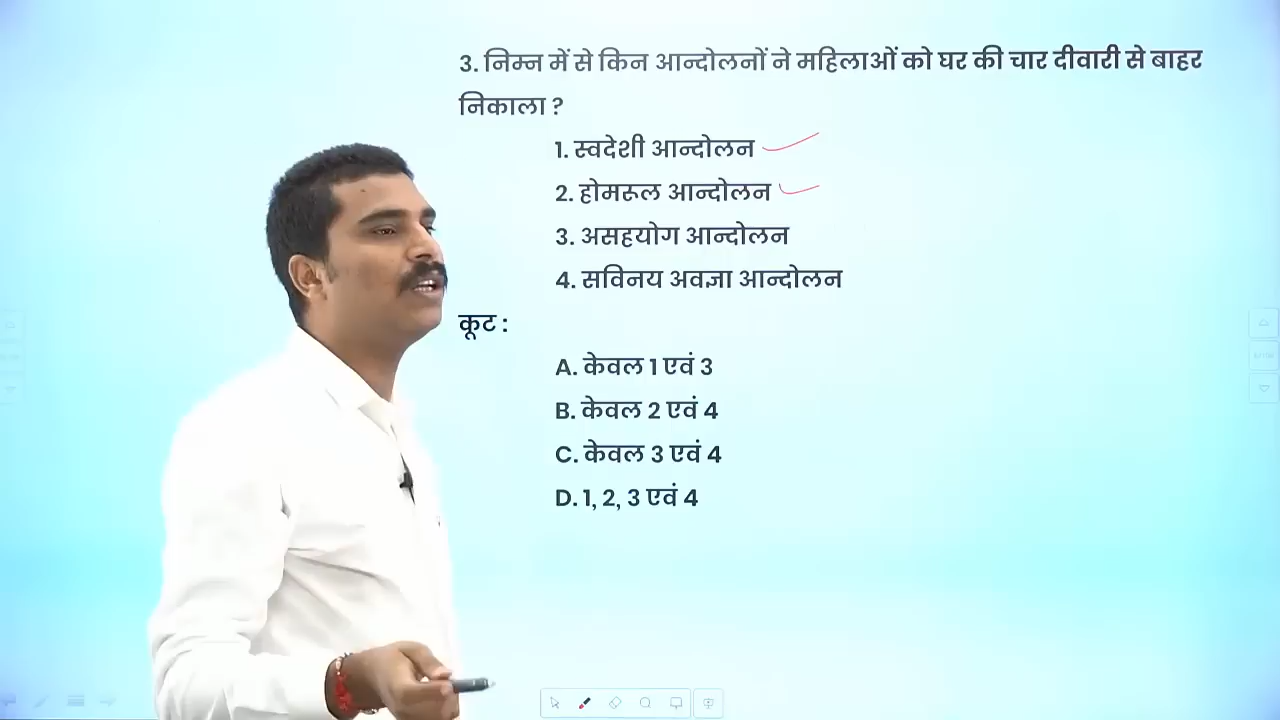 3. निम्न में से किन आन्दोलनों ने महिलाओं को घर की चार दीवारी से बाहर
निकाला ?
1. स्वदेशी आन्दोलन
2. होमरूल आन्दोलन
3. असहयोग आन्दोलन
4. सविनय अवज्ञा आन्दोलन
कूट :
A. केवल 1 एवं 3
B. केवल 2 एवं 4
C. केवल 3 एवं 4
D. 1, 2, 3 एवं 4